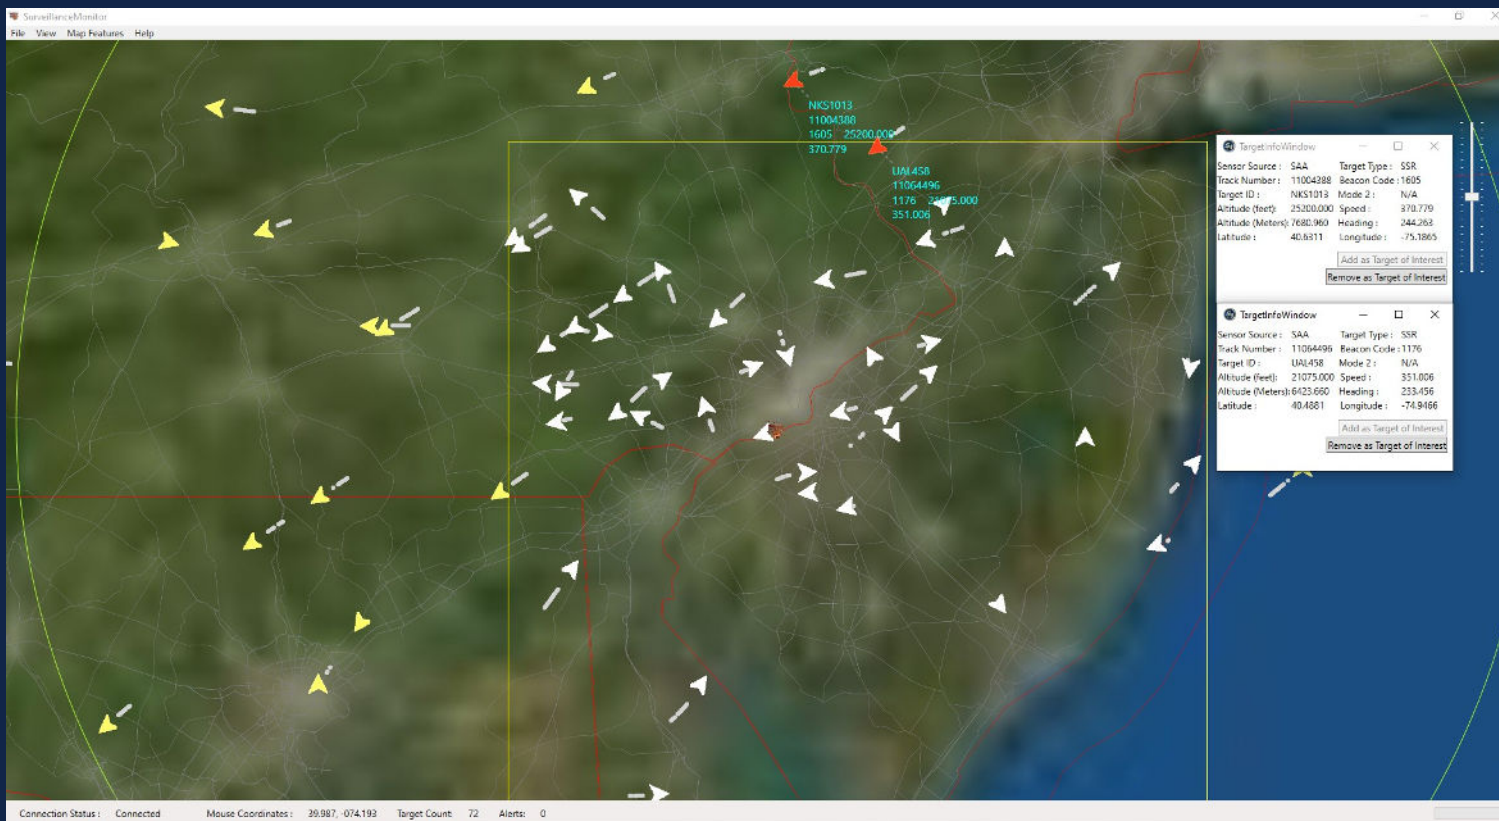 SurveillanceMonitor
File View Map Features Help
NKS1013
11004388
1605 25200.000
370.779
UAL458
11064496
1176 21075.000
351.006
TargetInfoWindow
Sensor Source : SAA Target Type : SSR
Track Number : 11004388 Beacon Code : 1605
Target ID : NKS1013 Mode 2 : N/A
Altitude (feet): 25200.000 Speed : 370.779
Altitude (Meters): 7680.960 Heading : 244.263
Latitude : 40.6311 Longitude : -75.1865
Add as Target of Interest
Remove as Target of Interest
TargetInfoWindow
Sensor Source : SAA Target Type : SSR
Track Number : 11064496 Beacon Code : 1176
Target ID : UAL458 Mode 2 : N/A
Altitude (feet): 21075.000 Speed : 351.006
Altitude (Meters): 6423.660 Heading : 233.456
Latitude : 40.4881 Longitude : -74.9466
Add as Target of Interest
Remove as Target of Interest
Connection Status : Connected Mouse Coordinates : 39.987, -074.193 Target Count: 72 Alerts: 0